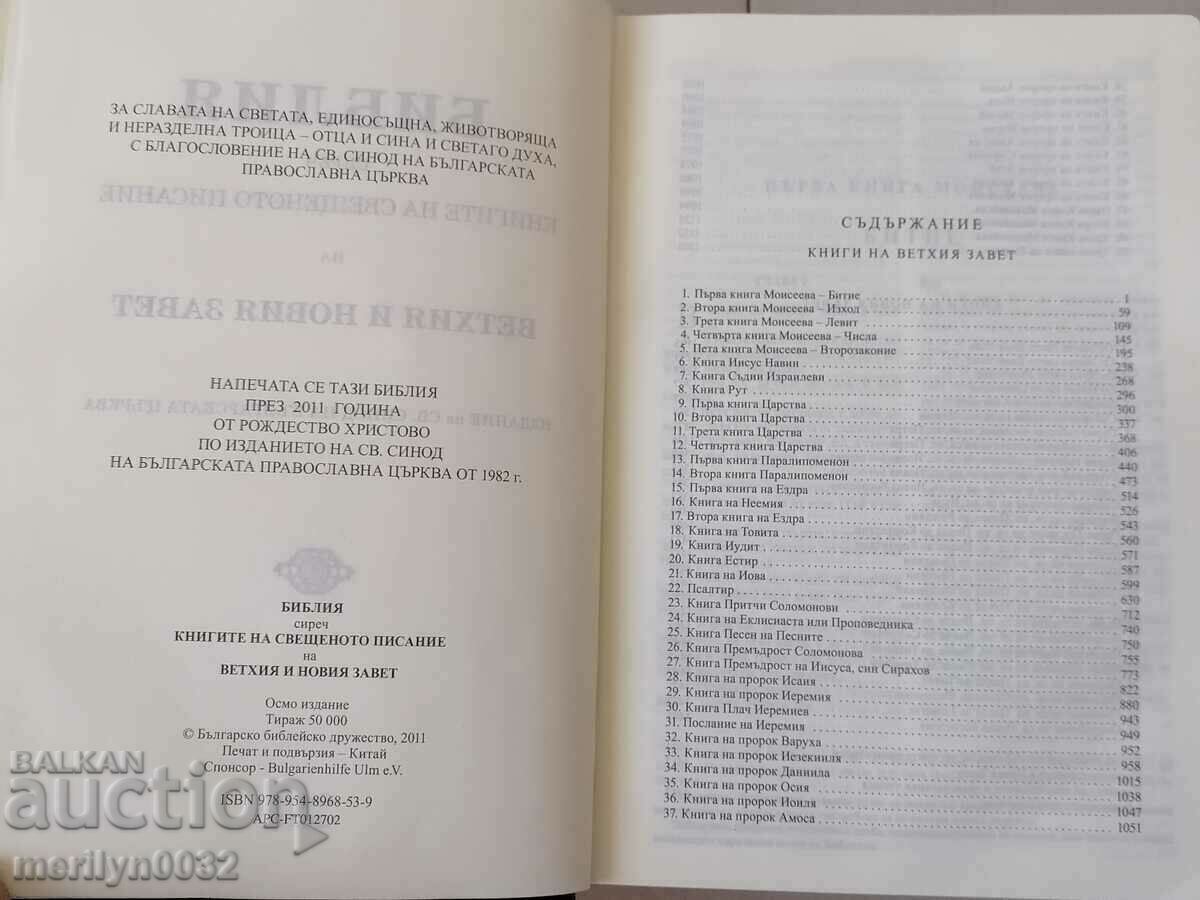 ЗА СЛАВАТА НА СВЕТАТА, ЕДИНОСЪЩНА, ЖИВОТВОРЯЩА
И НЕРАЗДЕЛНА ТРОИЦА – ОТЦА И СИНА И СВЕТАГО ДУХА,
С БЛАГОСЛОВЕНИЕ НА СВ. СИНОД НА БЪЛГАРСКАТА
ПРАВОСЛАВНА ЦЪРКВА
НАПЕЧАТА СЕ ТАЗИ БИБЛИЯ
ПРЕЗ 2011 ГОДИНА
ОТ РОЖДЕСТВО ХРИСТОВО
ПО ИЗДАНИЕТО НА СВ. СИНОД
НА БЪЛГАРСКАТА ПРАВОСЛАВНА ЦЪРКВА ОТ 1982 г.
БИБЛИЯ
сиреч
КНИГИТЕ НА СВЕЩЕНОТО ПИСАНИЕ
на
ВЕТХИЯ И НОВИЯ ЗАВЕТ
Осмо издание
Тираж 50 000
© Българско библейско дружество, 2011
Печат и подвързия – Китай
Спонсор - Bulgarienhilfe Ulm e.V.
ISBN 978-954-8968-53-9
APC-FT012702
BALKAN
auction
merilyn0032
СЪДЪРЖАНИЕ
КНИГИ НА ВЕТХИЯ ЗАВЕТ
1. Първа книга Моисеева – Битие 1
2. Втора книга Моисеева – Изход 59
3. Трета книга Моисеева – Левит 109
4. Четвърта книга Моисеева – Числа 145
5. Пета книга Моисеева – Второзаконие 195
6. Книга Иисус Навин 238
7. Книга Съдии Израилеви 268
8. Книга Рут 296
9. Първа книга Царства 300
10. Втора книга Царства 337
11. Трета книга Царства 368
12. Четвърта книга Царства 406
13. Първа книга Паралипоменон 440
14. Втора книга Паралипоменон 473
15. Първа книга на Ездра 514
16. Книга на Неемия 526
17. Втора книга на Ездра 543
18. Книга на Товита 560
19. Книга Иудит 571
20. Книга Естир 587
21. Книга на Иова 599
22. Псалтир 630
23. Книга Притчи Соломонови 712
24. Книга на Еклисиаста или Проповедника 740
25. Книга Песен на Песните 750
26. Книга Премъдрост Соломонова 755
27. Книга Премъдрост на Иисуса, син Сирахов 773
28. Книга на пророк Исаия 822
29. Книга на пророк Иеремия 880
30. Книга Плач Иеремиев 943
31. Послание на Иеремия 949
32. Книга на пророк Варуха 952
33. Книга на пророк Иезекииля 958
34. Книга на пророк Даниила 1015
35. Книга на пророк Осия 1038
36. Книга на пророк Иоиля 1047
37. Книга на пророк Амоса 1051